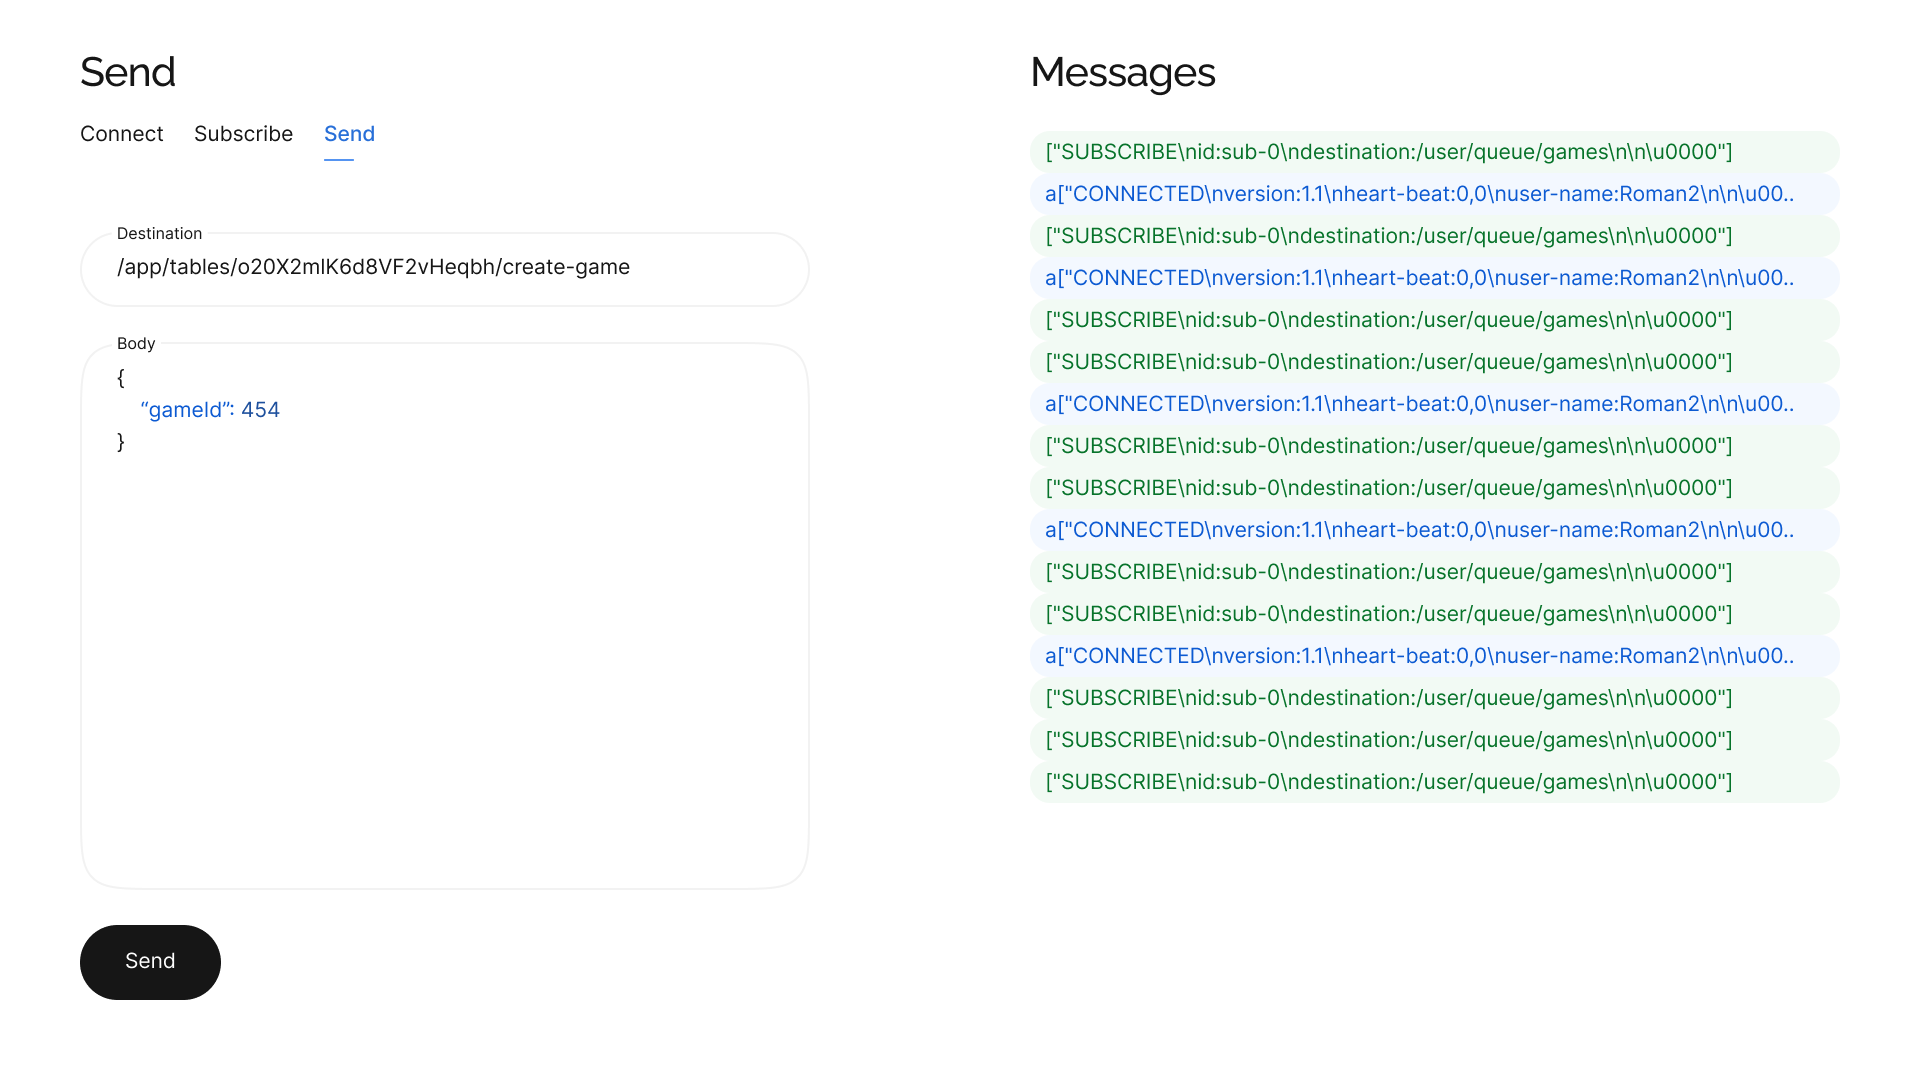 Send
Connect Subscribe Send
Destination
/app/tables/o20X2mlK6d8VF2vHeqbh/create-game
Body
{
“gameId”: 454
}
Send
Messages
["SUBSCRIBE\nid:sub-0\ndestination:/user/queue/games\n\n\u0000"]
a["CONNECTED\nversion:1.1\nheart-beat:0,0\nuser-name:Roman2\n\n\u00..
["SUBSCRIBE\nid:sub-0\ndestination:/user/queue/games\n\n\u0000"]
a["CONNECTED\nversion:1.1\nheart-beat:0,0\nuser-name:Roman2\n\n\u00..
["SUBSCRIBE\nid:sub-0\ndestination:/user/queue/games\n\n\u0000"]
["SUBSCRIBE\nid:sub-0\ndestination:/user/queue/games\n\n\u0000"]
a["CONNECTED\nversion:1.1\nheart-beat:0,0\nuser-name:Roman2\n\n\u00..
["SUBSCRIBE\nid:sub-0\ndestination:/user/queue/games\n\n\u0000"]
["SUBSCRIBE\nid:sub-0\ndestination:/user/queue/games\n\n\u0000"]
a["CONNECTED\nversion:1.1\nheart-beat:0,0\nuser-name:Roman2\n\n\u00..
["SUBSCRIBE\nid:sub-0\ndestination:/user/queue/games\n\n\u0000"]
["SUBSCRIBE\nid:sub-0\ndestination:/user/queue/games\n\n\u0000"]
a["CONNECTED\nversion:1.1\nheart-beat:0,0\nuser-name:Roman2\n\n\u00..
["SUBSCRIBE\nid:sub-0\ndestination:/user/queue/games\n\n\u0000"]
["SUBSCRIBE\nid:sub-0\ndestination:/user/queue/games\n\n\u0000"]
["SUBSCRIBE\nid:sub-0\ndestination:/user/queue/games\n\n\u0000"]